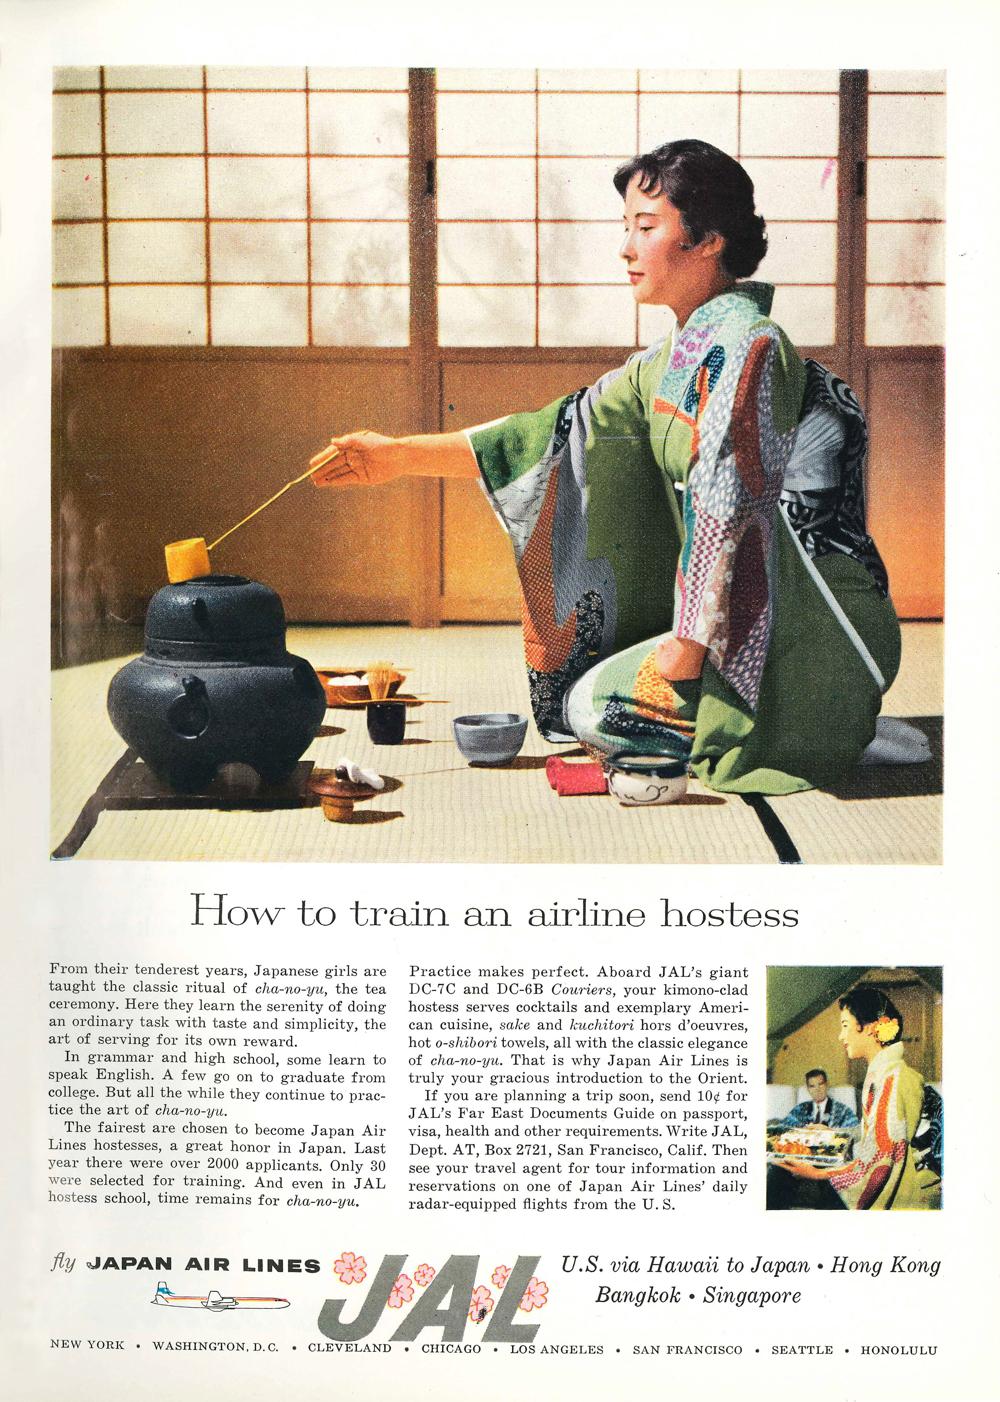 How to train an airline hostess
From their tenderest years, Japanese girls are
taught the classic ritual of cha-no-yu, the tea
ceremony. Here they learn the serenity of doing
an ordinary task with taste and simplicity, the
art of serving for its own reward.
In grammar and high school, some learn to
speak English. A few go on to graduate from
college. But all the while they continue to prac-
tice the art of cha-no-yu.
The fairest are chosen to become Japan Air
Lines hostesses, a great honor in Japan. Last
year there were over 2000 applicants. Only 30
were selected for training. And even in JAL
hostess school, time remains for cha-no-yu.
Practice makes perfect. Aboard JAL's giant
DC-7C and DC-6B Couriers, your kimono-clad
hostess serves cocktails and exemplary Ameri-
can cuisine, sake and kuchitori hors d'oeuvres,
hot o-shibori towels, all with the classic elegance
of cha-no-yu. That is why Japan Air Lines is
truly your gracious introduction to the Orient.
If you are planning a trip soon, send 10¢ for
JAL's Far East Documents Guide on passport,
visa, health and other requirements. Write JAL,
Dept. AT, Box 2721, San Francisco, Calif. Then
see your travel agent for tour information and
reservations on one of Japan Air Lines' daily
radar-equipped flights from the U. S.
fly JAPAN AIR LINES
JAL
U.S. via Hawaii to Japan • Hong Kong
Bangkok • Singapore
NEW YORK • WASHINGTON, D. C. • CLEVELAND • CHICAGO • LOS ANGELES • SAN FRANCISCO • SEATTLE • HONOLULU